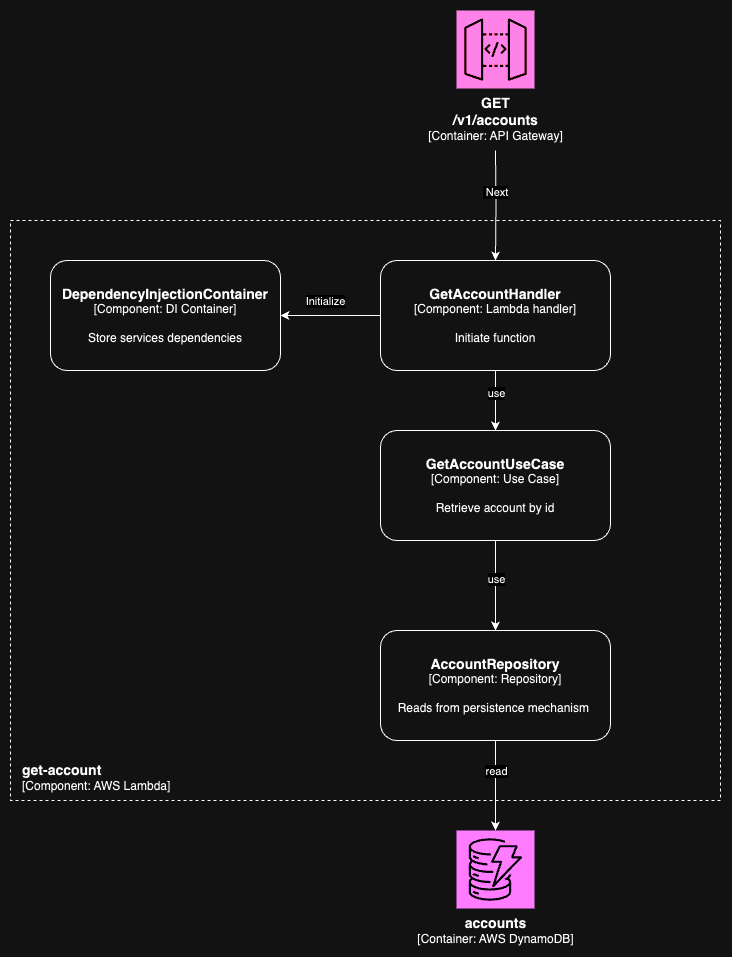 </>
GET
/v1/accounts
[Container: API Gateway]
Next
DependencyInjectionContainer
[Component: DI Container]
Store services dependencies
Initialize
GetAccountHandler
[Component: Lambda handler]
Initiate function
use
GetAccountUseCase
[Component: Use Case]
Retrieve account by id
use
AccountRepository
[Component: Repository]
Reads from persistence mechanism
get-account
[Component: AWS Lambda]
read
accounts
[Container: AWS DynamoDB]